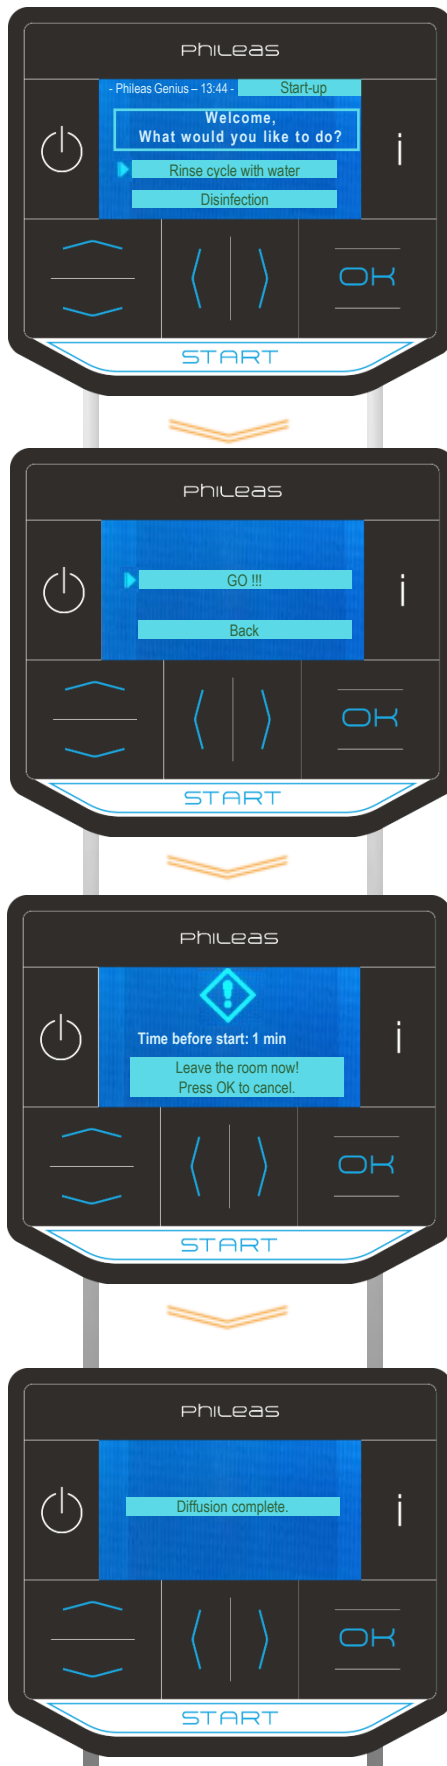 PHILEAS
- Phileas Genius – 13:44 -
Start-up
Welcome,
What would you like to do?
Rinse cycle with water
Disinfection
i
OK
START
PHILEAS
GO !!!
Back
i
OK
START
PHILEAS
Time before start: 1 min
Leave the room now!
Press OK to cancel.
i
OK
START
PHILEAS
Diffusion complete.
i
OK
START